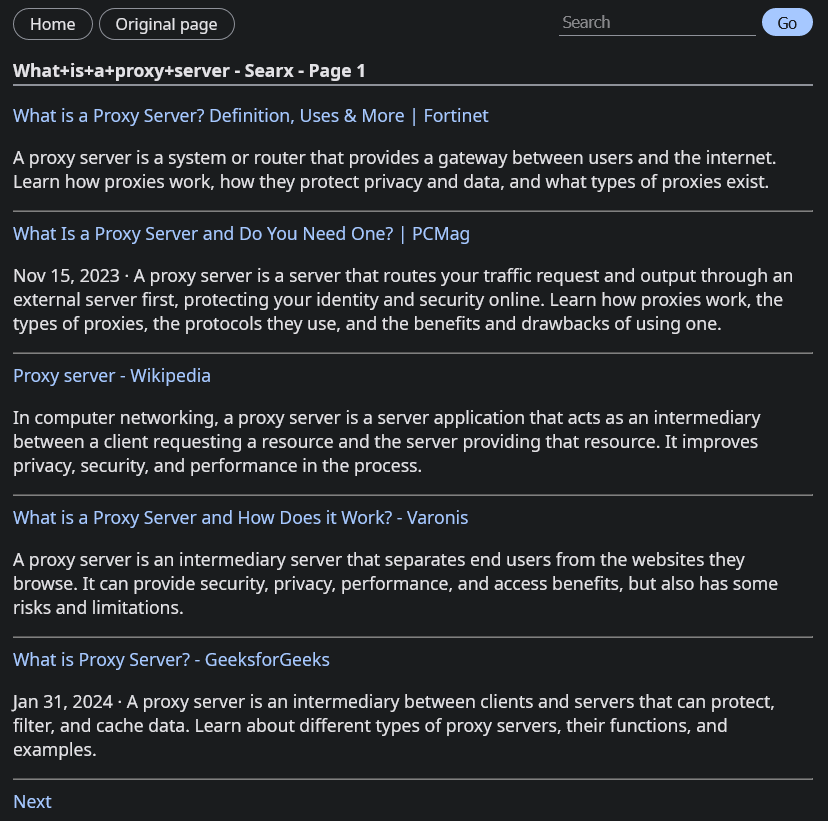 Home Original page Search Go
What+is+a+proxy+server - Searx - Page 1
What is a Proxy Server? Definition, Uses & More | Fortinet
A proxy server is a system or router that provides a gateway between users and the internet.
Learn how proxies work, how they protect privacy and data, and what types of proxies exist.
What Is a Proxy Server and Do You Need One? | PCMag
Nov 15, 2023 · A proxy server is a server that routes your traffic request and output through an
external server first, protecting your identity and security online. Learn how proxies work, the
types of proxies, the protocols they use, and the benefits and drawbacks of using one.
Proxy server - Wikipedia
In computer networking, a proxy server is a server application that acts as an intermediary
between a client requesting a resource and the server providing that resource. It improves
privacy, security, and performance in the process.
What is a Proxy Server and How Does it Work? - Varonis
A proxy server is an intermediary server that separates end users from the websites they
browse. It can provide security, privacy, performance, and access benefits, but also has some
risks and limitations.
What is Proxy Server? - GeeksforGeeks
Jan 31, 2024 · A proxy server is an intermediary between clients and servers that can protect,
filter, and cache data. Learn about different types of proxy servers, their functions, and
examples.
Next